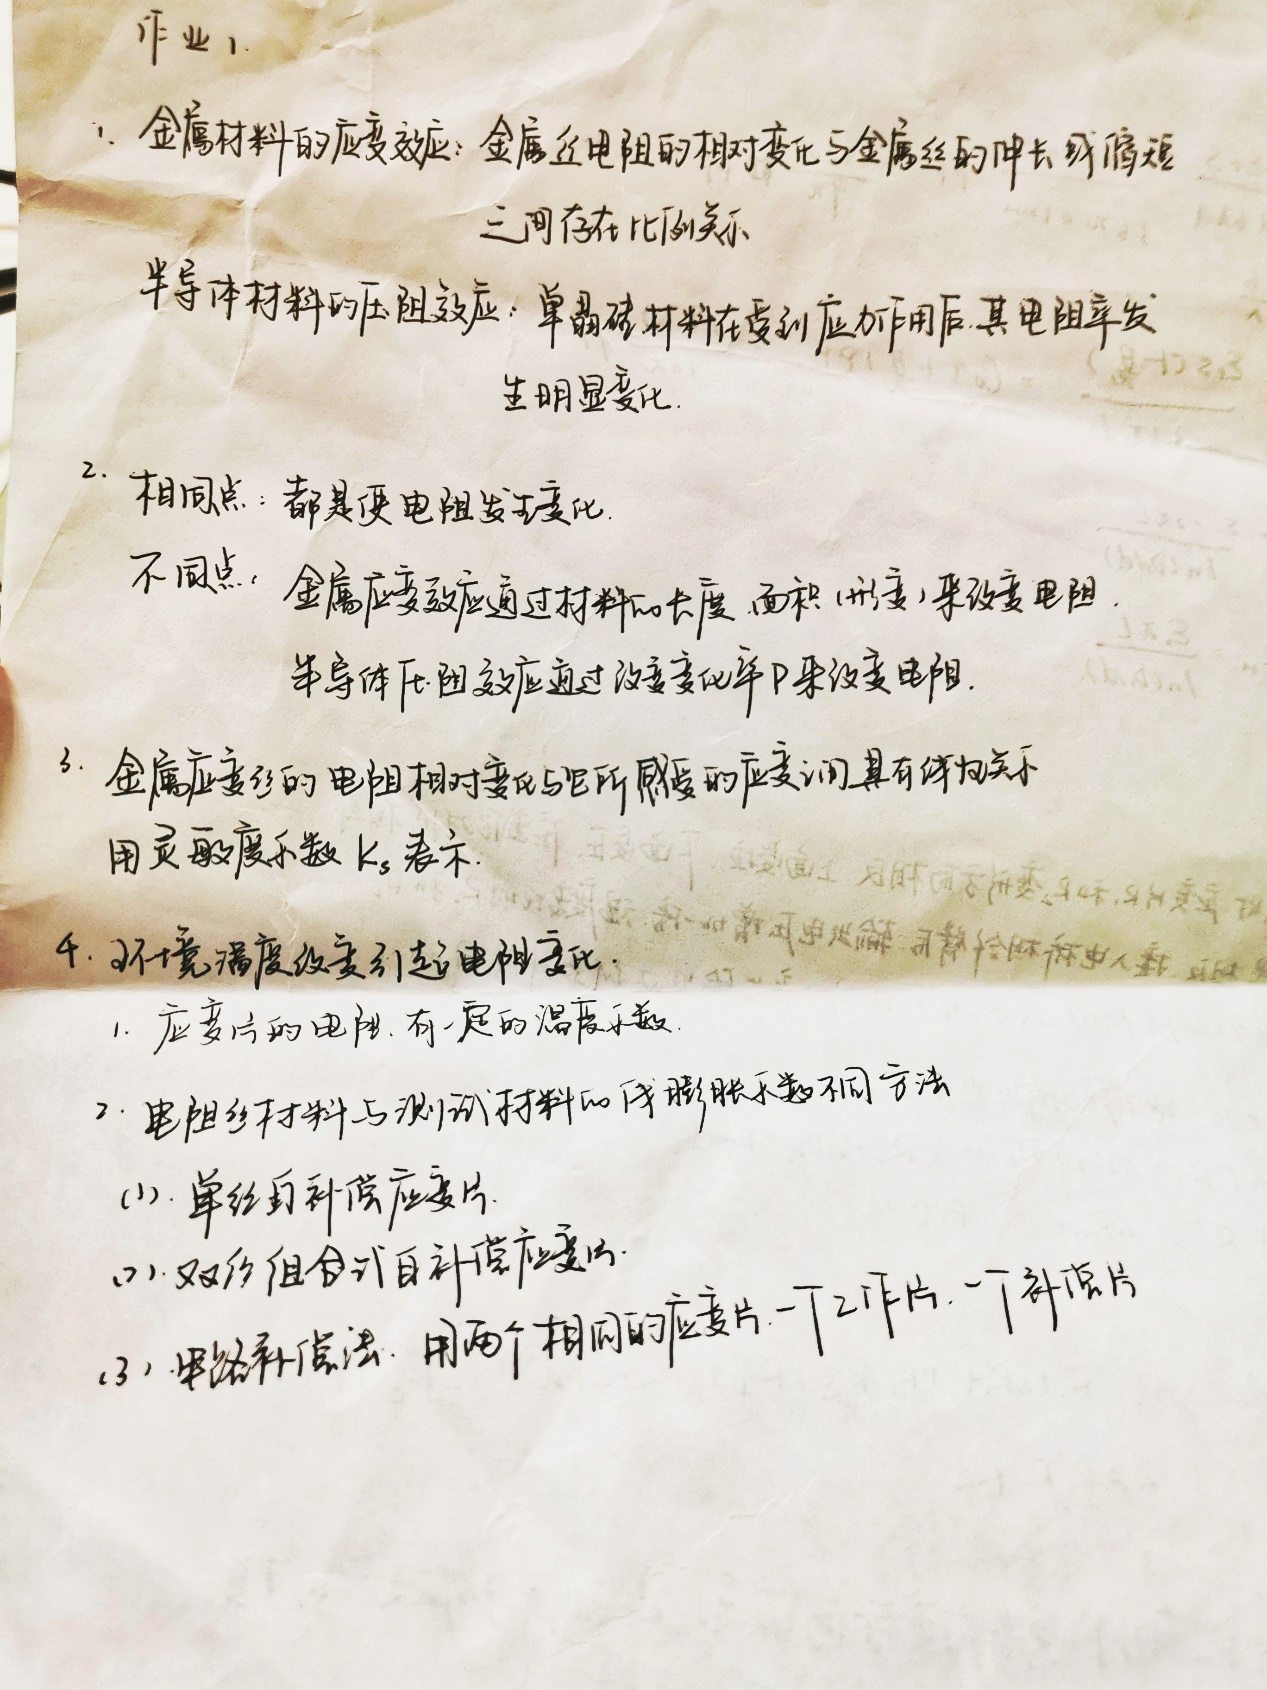 作业1.
1. 金属材料的应变效应：金属丝电阻的相对变化与金属丝的伸长或缩短
之间存在比例关系
半导体材料的压阻效应：单晶硅材料在受到应力作用后.其电阻率发
生明显变化.
2. 相同点：都是使电阻发生变化.
不同点：金属应变效应通过材料的长度.面积(形变)来改变电阻.
半导体压阻效应通过改变变化率ρ来改变电阻.
3. 金属应变丝的电阻相对变化与它所感受的应变之间具有线性关系
用灵敏度系数Ks表示.
4. 环境温度改变引起电阻变化.
1. 应变片的电阻.有一定的温度系数.
2. 电阻丝材料与测试材料的线膨胀系数不同方法
(1). 单丝自补偿应变片.
(2). 双丝组合式自补偿应变片.
(3). 电路补偿法. 用两个相同的应变片.一个工作片.一个补偿片